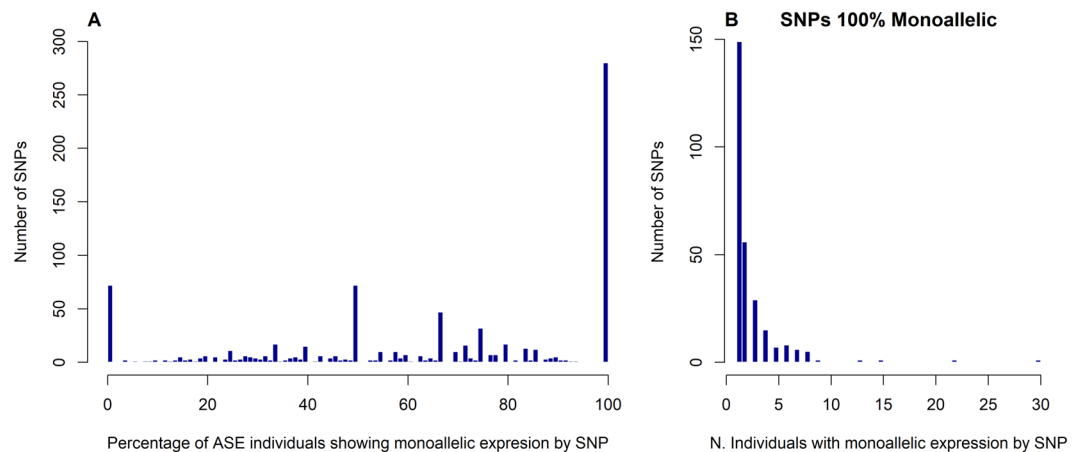 A
Number of SNPs
300
250
200
150
100
50
0
0 20 40 60 80 100
Percentage of ASE individuals showing monoallelic expresion by SNP
B SNPs 100% Monoallelic
Number of SNPs
150
100
50
0
0 5 10 15 20 25 30
N. Individuals with monoallelic expression by SNP